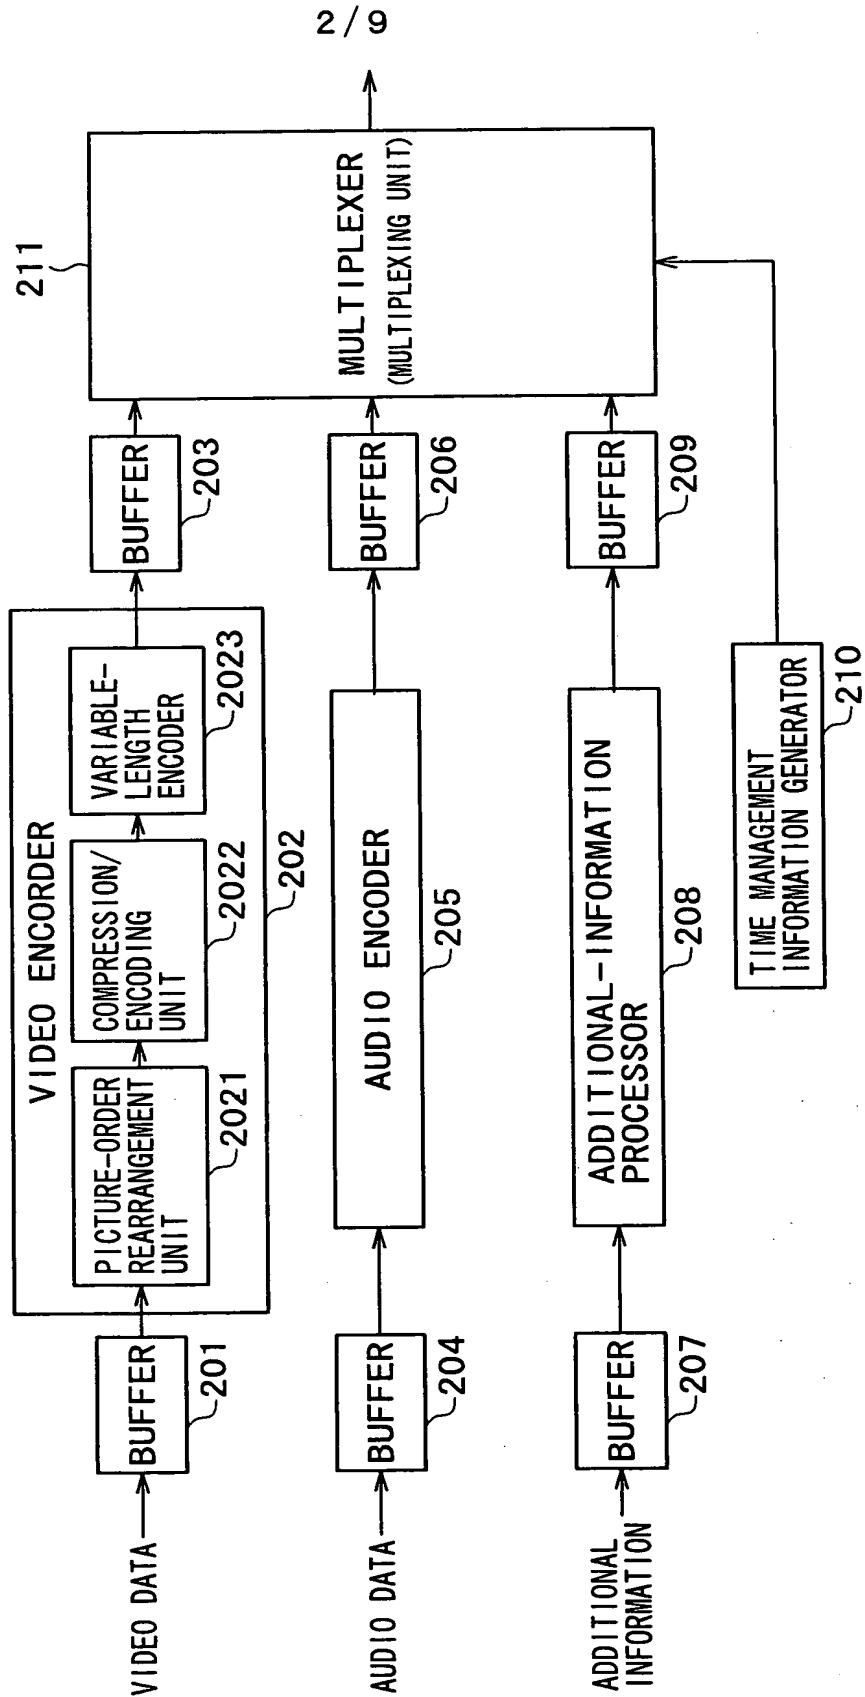 2/9
VIDEO DATA
BUFFER
201
VIDEO ENCORDER
PICTURE-ORDER
REARRANGEMENT
UNIT
2021
COMPRESSION/
ENCODING
UNIT
2022
VARIABLE-
LENGTH
ENCODER
2023
202
BUFFER
203
AUDIO DATA
BUFFER
204
AUDIO ENCODER
205
BUFFER
206
ADDITIONAL
INFORMATION
BUFFER
207
ADDITIONAL-INFORMATION
PROCESSOR
208
BUFFER
209
TIME MANAGEMENT
INFORMATION GENERATOR
210
MULTIPLEXER
(MULTIPLEXING UNIT)
211